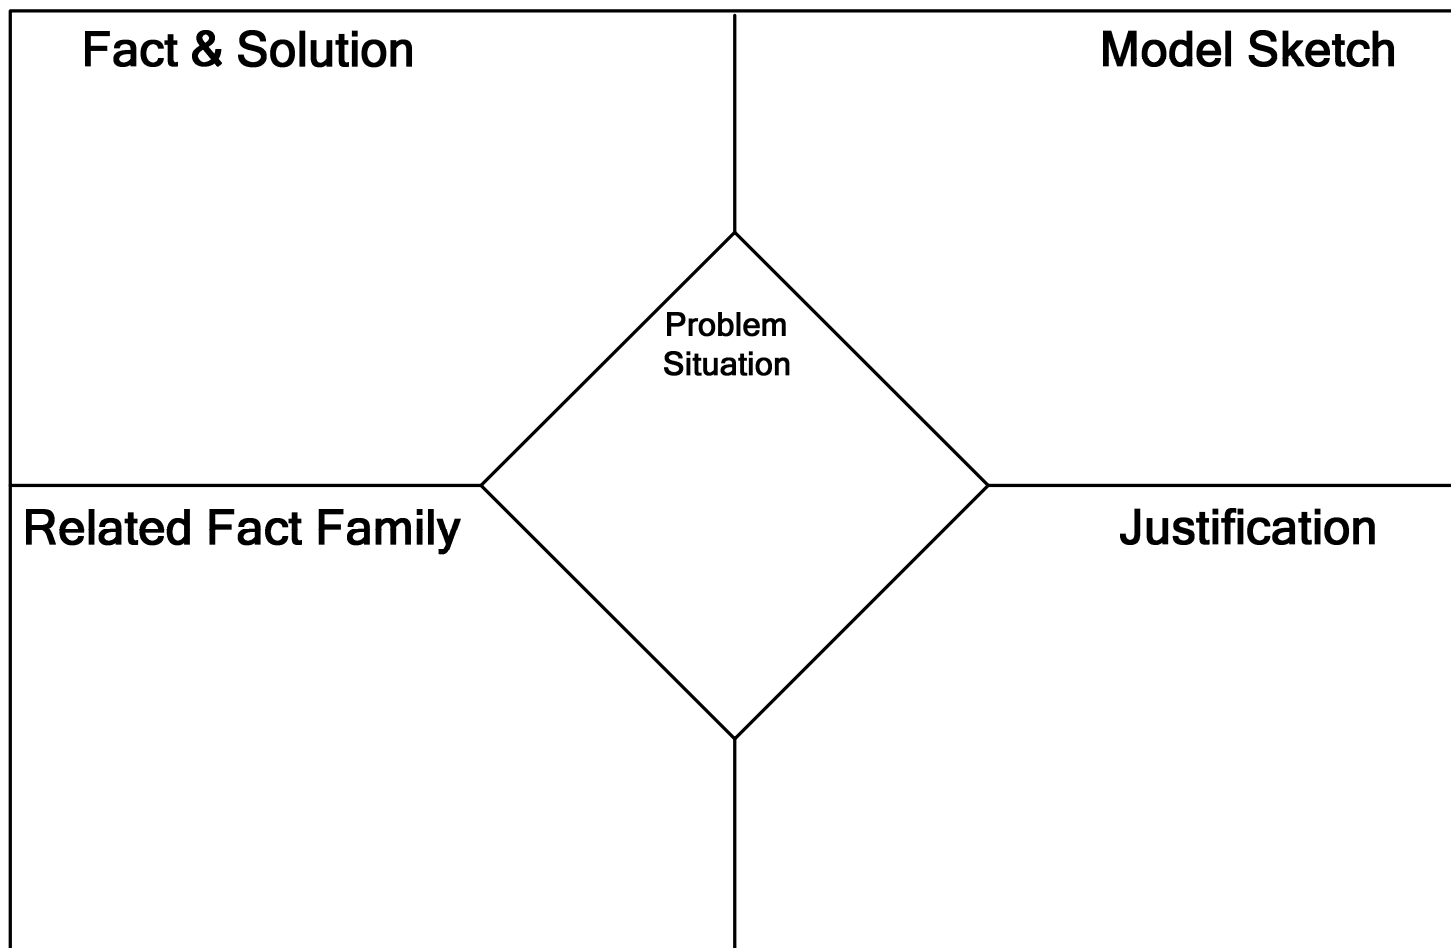 Fact & Solution
Model Sketch
Problem
Situation
Related Fact Family
Justification